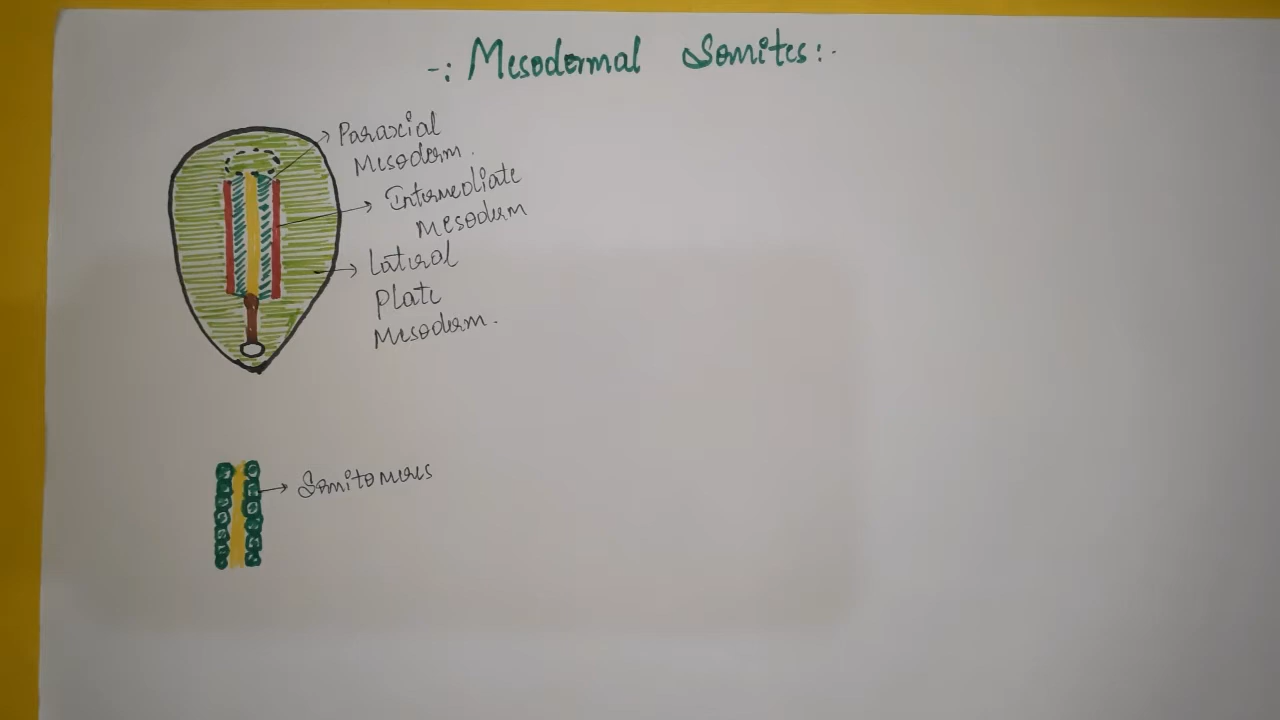 -: Mesodermal Somites:-
Paraxial
Mesoderm.
Intermediate
Mesoderm
Lateral
Plate
Mesoderm.
Somitomeres